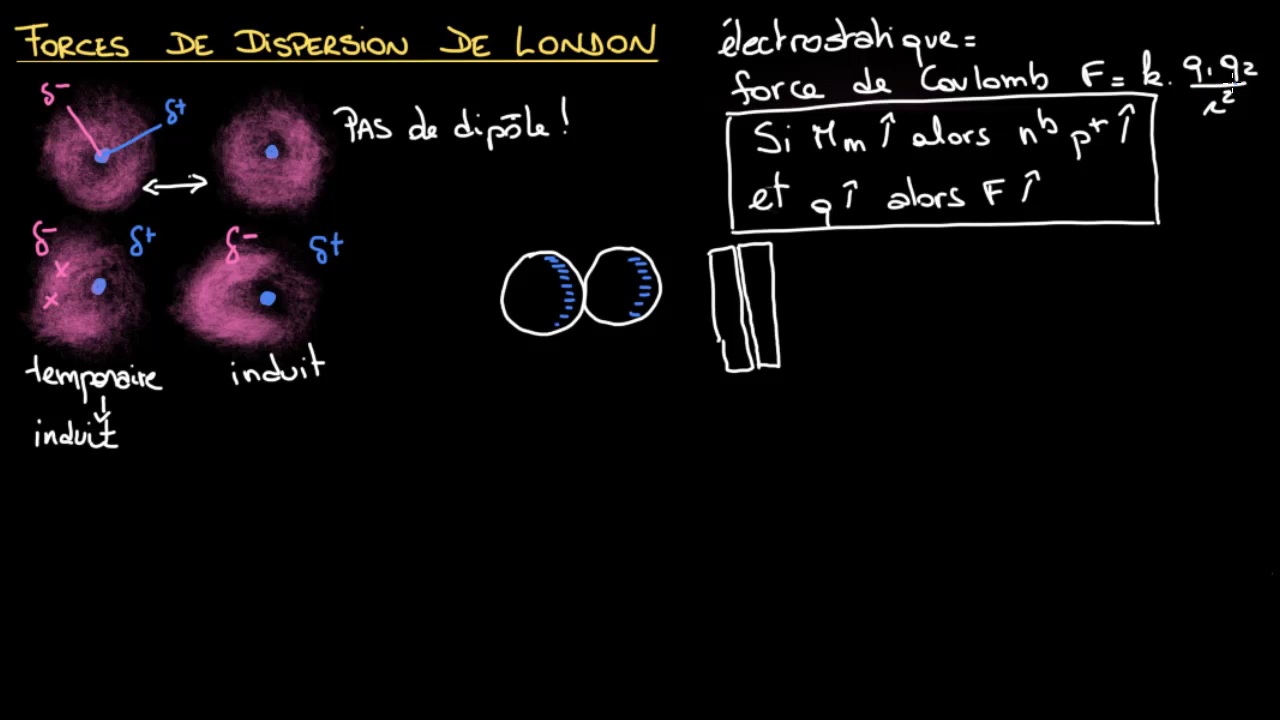 FORCES DE DISPERSION DE LONDON
δ-
δ+
PAS de dipôle !
δ-
δ+
δ-
δ+
temporaire
induit
induit
électrostatique =
force de Coulomb F = k. q1 q2 / r²
Si Mm ↑ alors nb p+ ↑
et q ↑ alors F ↑